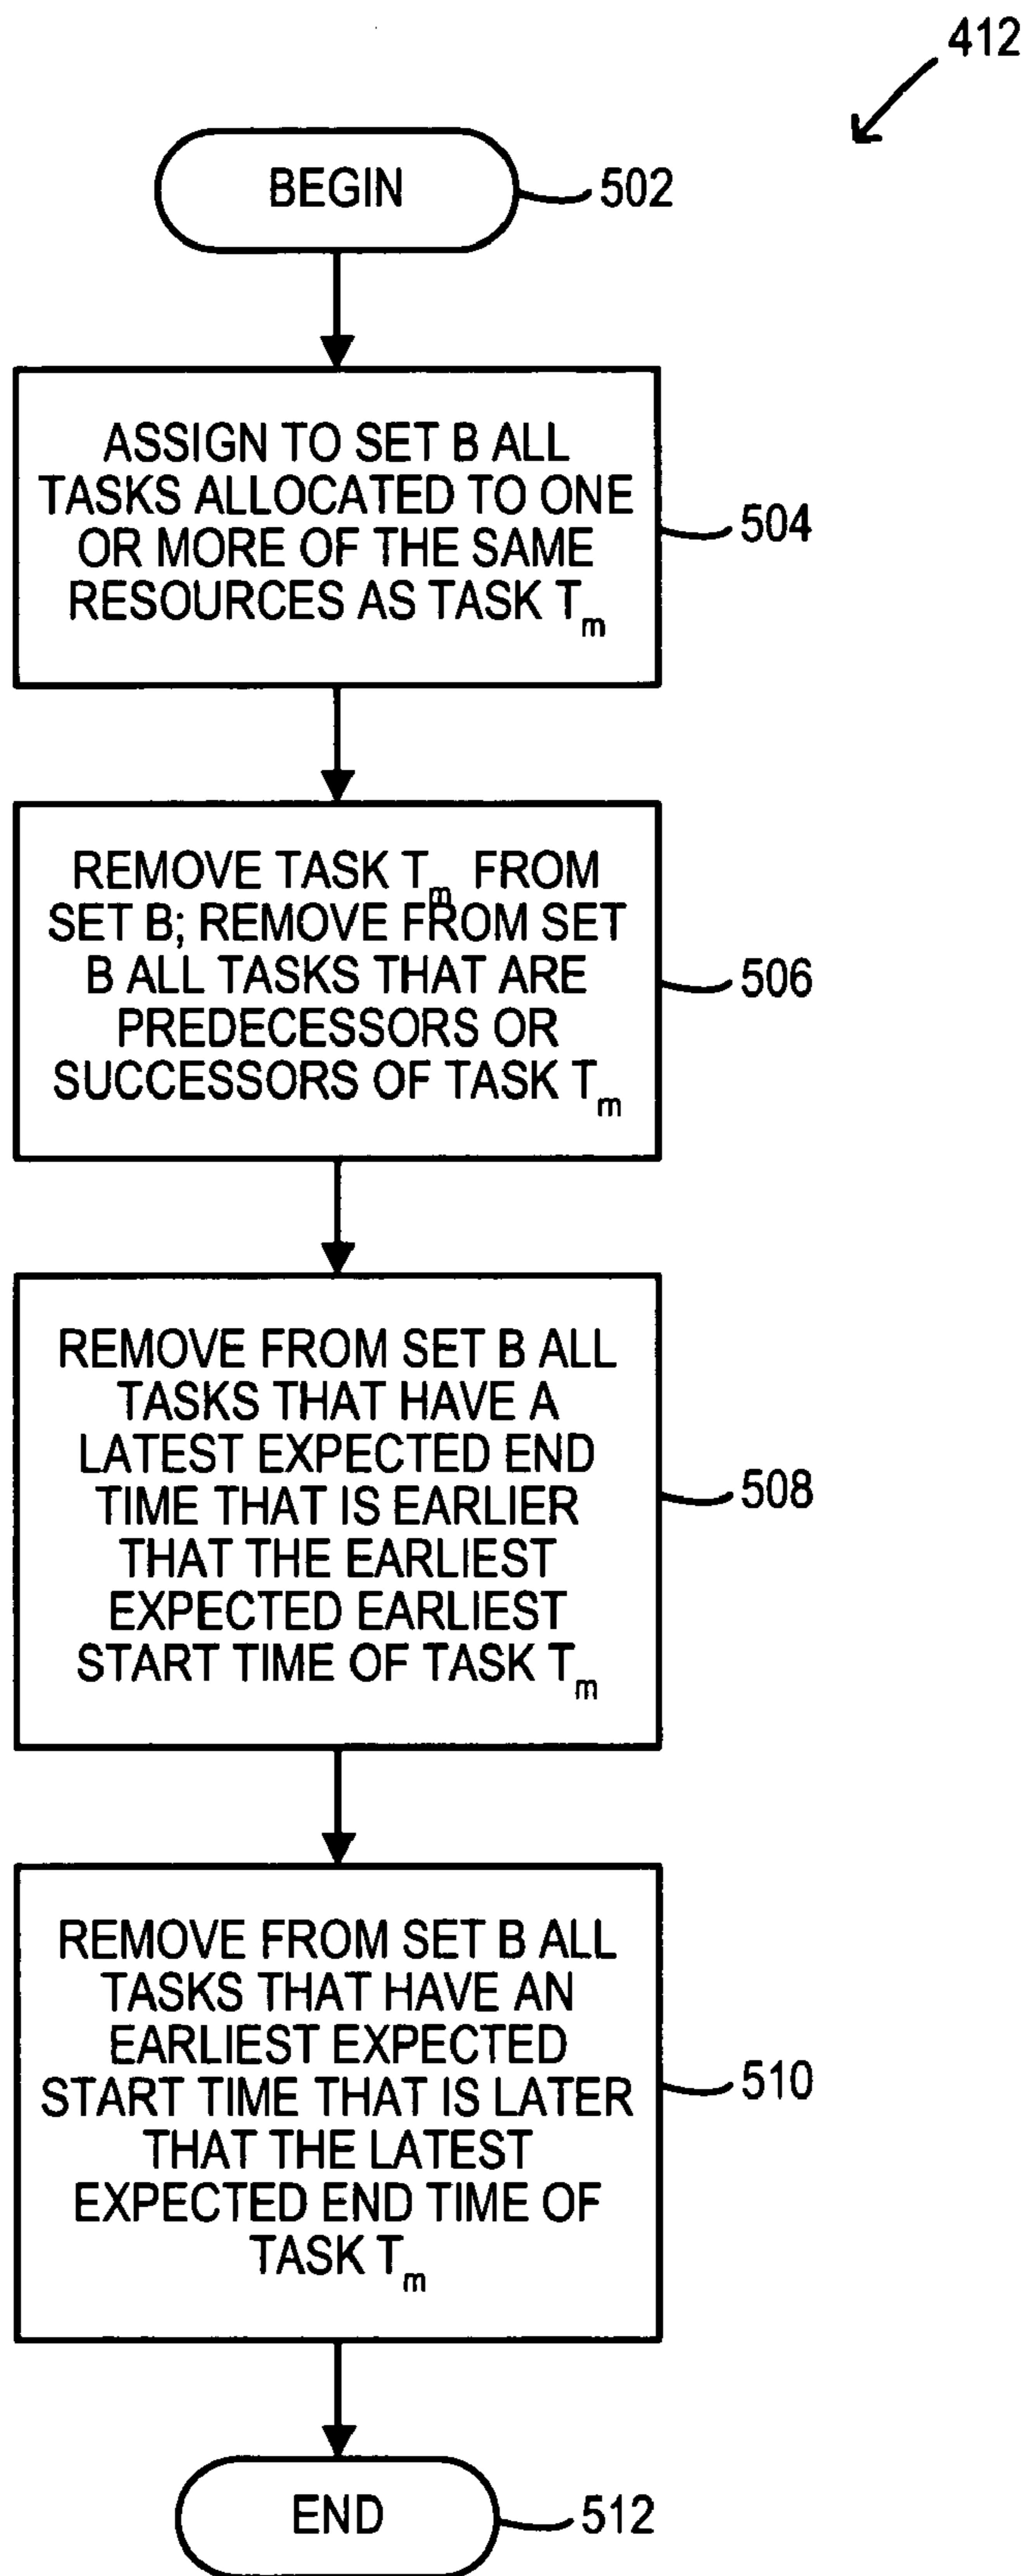 412
BEGIN
502
ASSIGN TO SET B ALL
TASKS ALLOCATED TO ONE
OR MORE OF THE SAME
RESOURCES AS TASK Tm
504
REMOVE TASK Tm FROM
SET B; REMOVE FROM SET
B ALL TASKS THAT ARE
PREDECESSORS OR
SUCCESSORS OF TASK Tm
506
REMOVE FROM SET B ALL
TASKS THAT HAVE A
LATEST EXPECTED END
TIME THAT IS EARLIER
THAT THE EARLIEST
EXPECTED EARLIEST
START TIME OF TASK Tm
508
REMOVE FROM SET B ALL
TASKS THAT HAVE AN
EARLIEST EXPECTED
START TIME THAT IS LATER
THAT THE LATEST
EXPECTED END TIME OF
TASK Tm
510
END
512